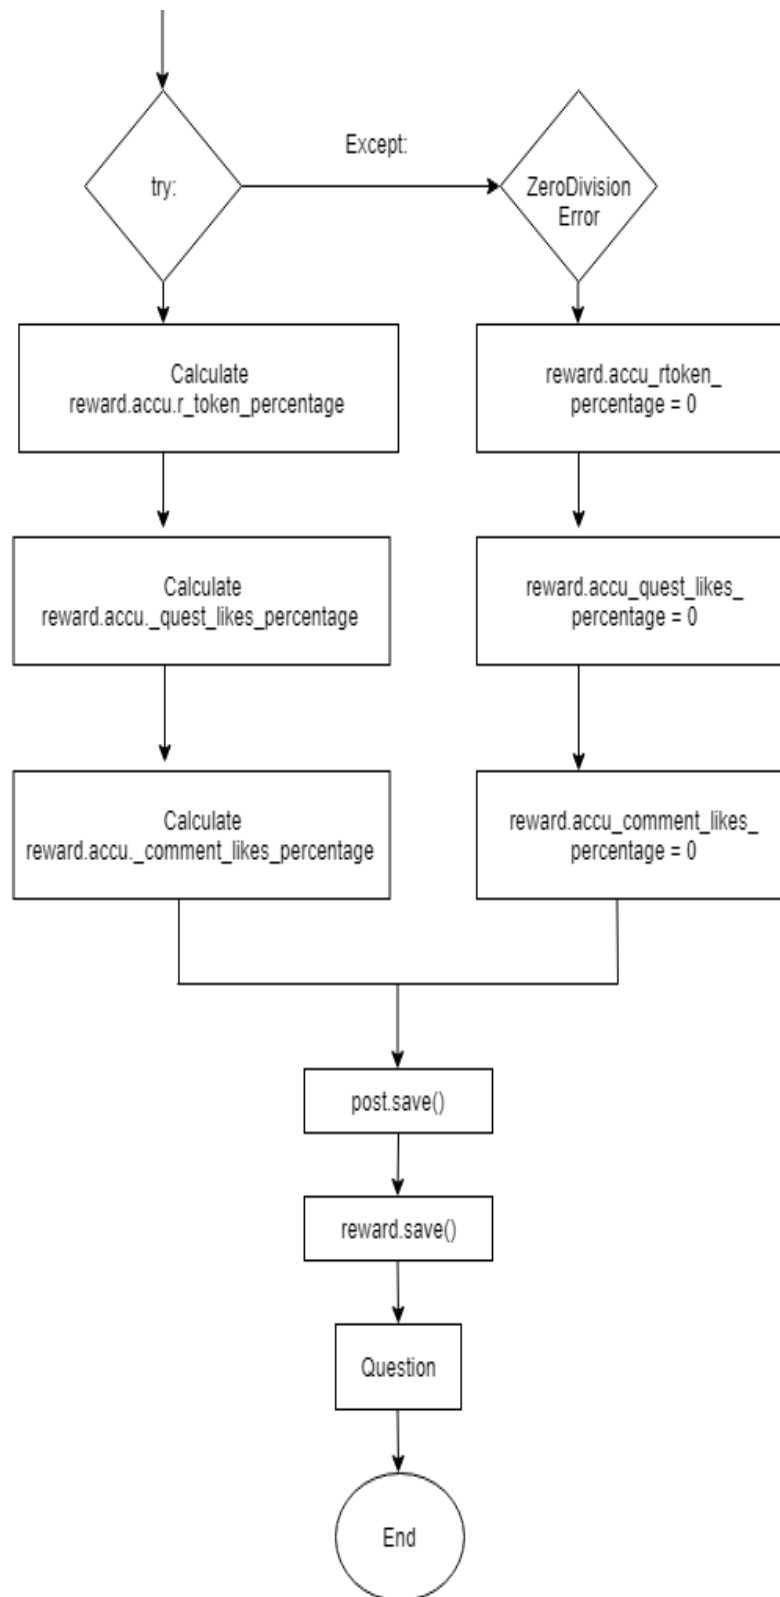 Except:
try:
ZeroDivision
Error
Calculate
reward.accu.r_token_percentage
reward.accu_rtoken_
percentage = 0
Calculate
reward.accu._quest_likes_percentage
reward.accu_quest_likes_
percentage = 0
Calculate
reward.accu._comment_likes_percentage
reward.accu_comment_likes_
percentage = 0
post.save()
reward.save()
Question
End